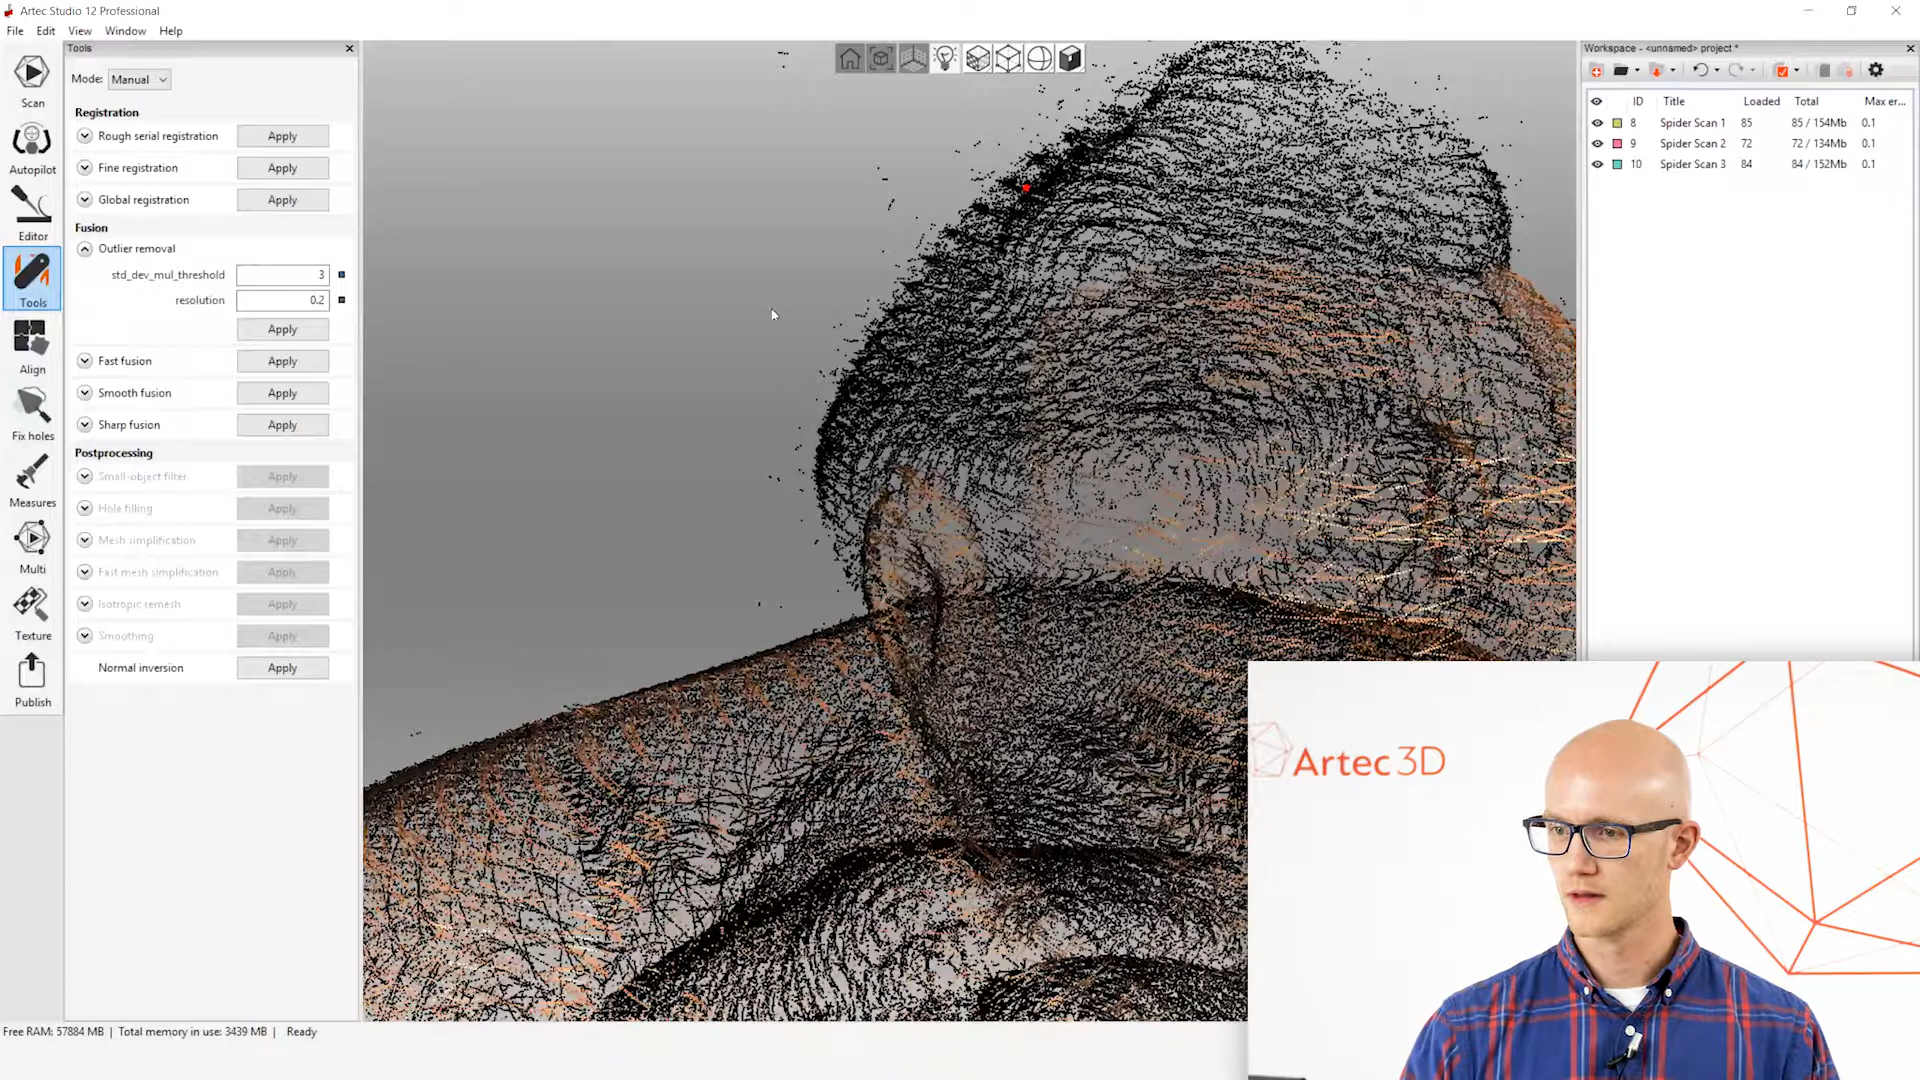 Artec Studio 12 Professional
File Edit View Window Help
Tools
Mode: Manual
Registration
Rough serial registration Apply
Fine registration Apply
Global registration Apply
Fusion
Outlier removal
std_dev_mul_threshold 3
resolution 0.2
Apply
Fast fusion Apply
Smooth fusion Apply
Sharp fusion Apply
Postprocessing
Small-object filter Apply
Hole filling Apply
Mesh simplification Apply
Fast mesh simplification Apply
Isotropic remesh Apply
Smoothing Apply
Normal inversion Apply
Scan
Autopilot
Editor
Tools
Align
Fix holes
Measures
Multi
Texture
Publish
Workspace - <unnamed> project *
ID Title Loaded Total Max er...
8 Spider Scan 1 85 85 / 154Mb 0.1
9 Spider Scan 2 72 72 / 134Mb 0.1
10 Spider Scan 3 84 84 / 152Mb 0.1
Artec 3D
Free RAM: 57884 MB | Total memory in use: 3439 MB | Ready